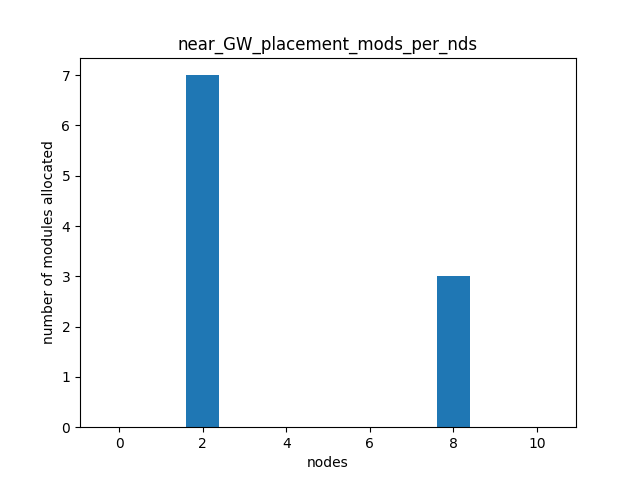 near_GW_placement_mods_per_nds
number of modules allocated
7
6
5
4
3
2
1
0
0 2 4 6 8 10
nodes